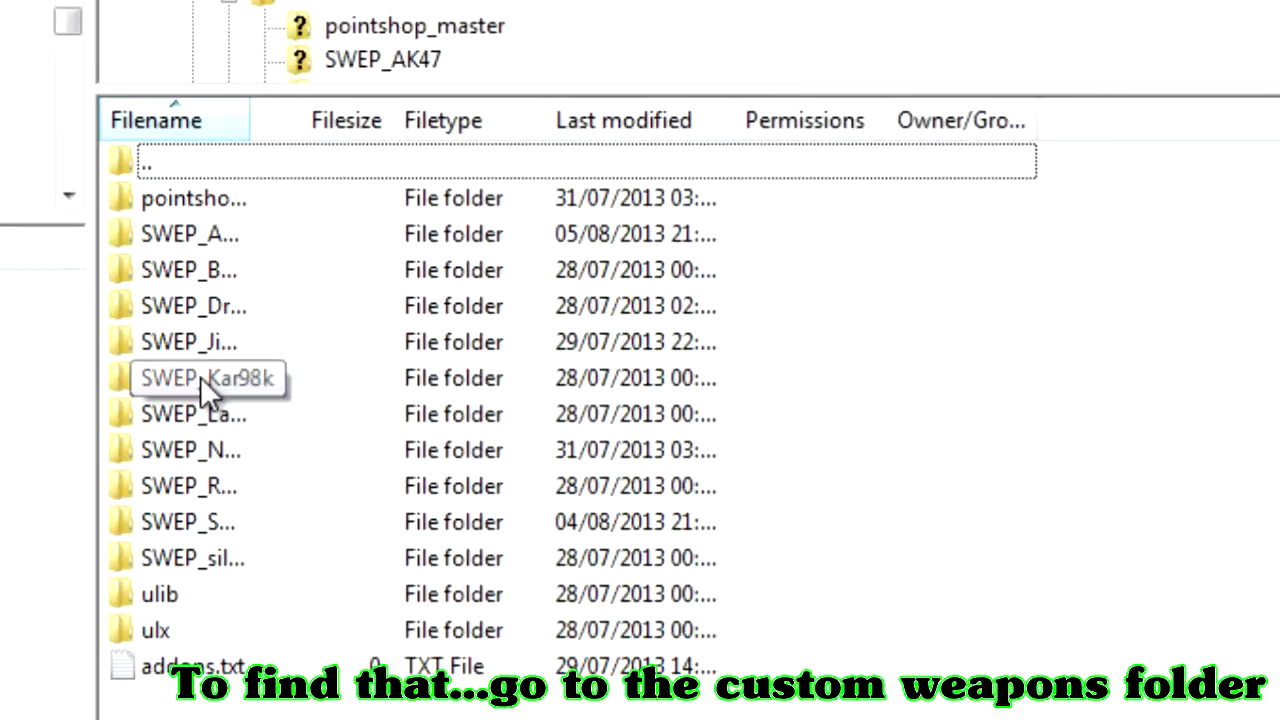 pointshop_master
SWEP_AK47
Filename Filesize Filetype Last modified Permissions Owner/Gro...
..
pointsho... File folder 31/07/2013 03:...
SWEP_A... File folder 05/08/2013 21:...
SWEP_B... File folder 28/07/2013 00:...
SWEP_Dr... File folder 28/07/2013 02:...
SWEP_Ji... File folder 29/07/2013 22:...
SWEP_Kar98k File folder 28/07/2013 00:...
SWEP_La... File folder 28/07/2013 00:...
SWEP_N... File folder 31/07/2013 03:...
SWEP_R... File folder 28/07/2013 00:...
SWEP_S... File folder 04/08/2013 21:...
SWEP_sil... File folder 28/07/2013 00:...
ulib File folder 28/07/2013 00:...
ulx File folder 28/07/2013 00:...
addons.txt 0 TXT File 29/07/2013 14:...
To find that...go to the custom weapons folder